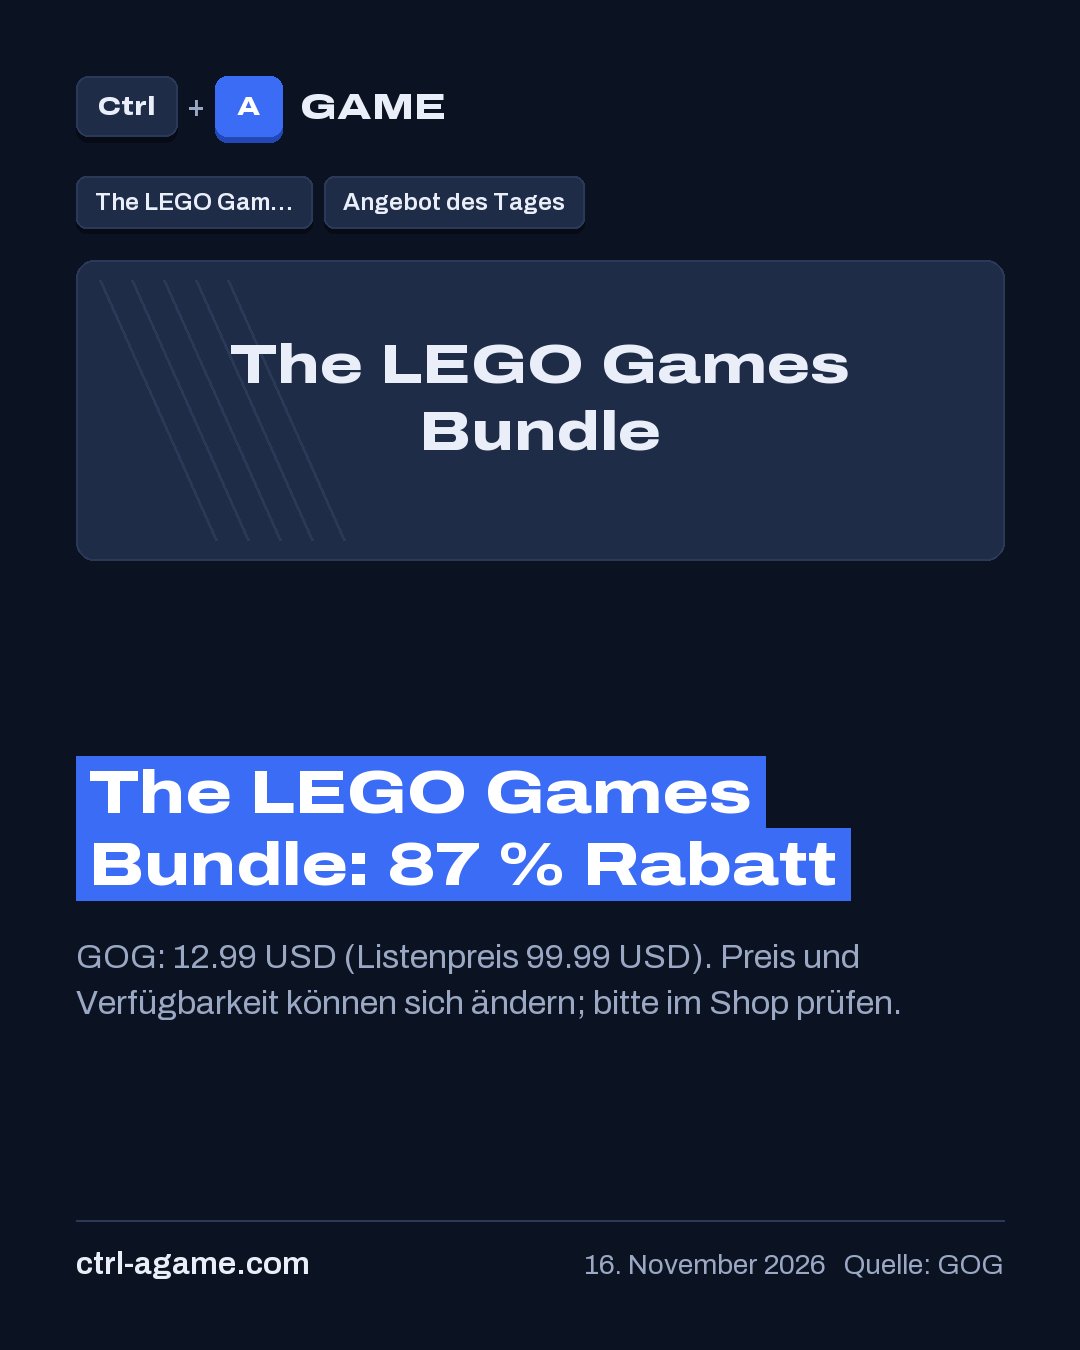 Ctrl + A GAME
The LEGO Gam... Angebot des Tages
The LEGO Games
Bundle
The LEGO Games
Bundle: 87 % Rabatt
GOG: 12.99 USD (Listenpreis 99.99 USD). Preis und
Verfügbarkeit können sich ändern; bitte im Shop prüfen.
ctrl-agame.com 16. November 2026 Quelle: GOG